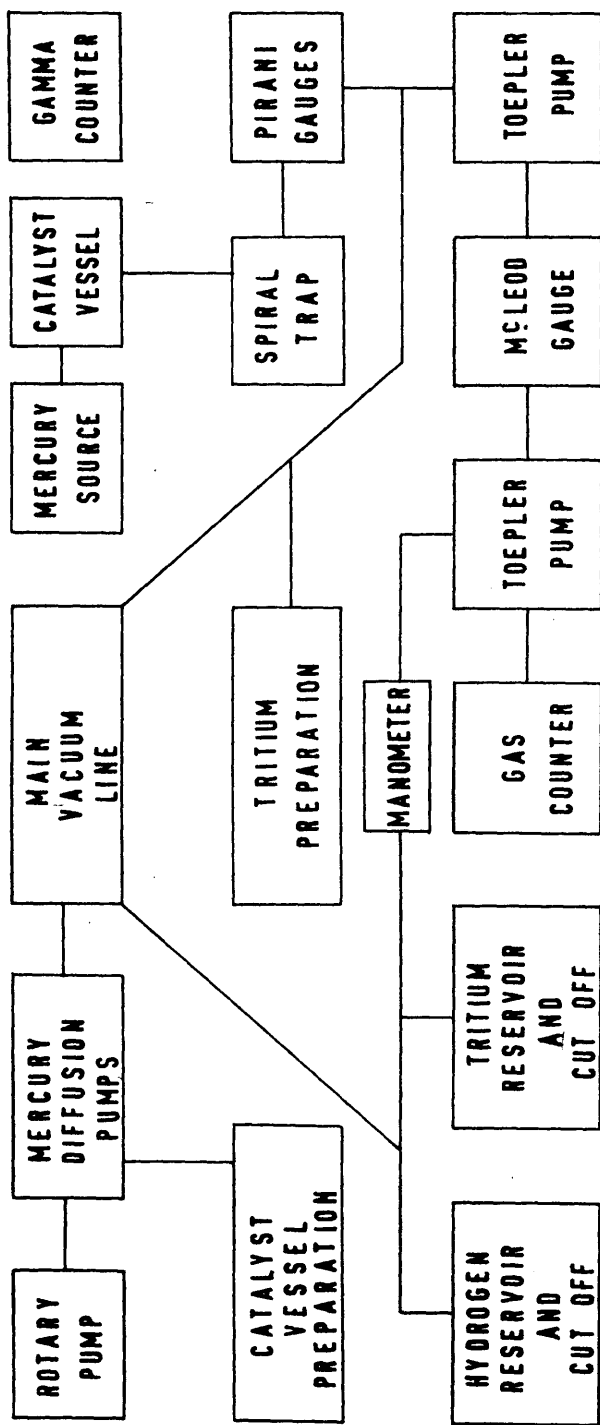 ROTARY
PUMP
MERCURY
DIFFUSION
PUMPS
MAIN
VACUUM
LINE
MERCURY
SOURCE
CATALYST
VESSEL
GAMMA
COUNTER
CATALYST
VESSEL
PREPARATION
TRITIUM
PREPARATION
SPIRAL
TRAP
PIRANI
GAUGES
MANOMETER
HYDROGEN
RESERVOIR
AND
CUT OFF
TRITIUM
RESERVOIR
AND
CUT OFF
GAS
COUNTER
TOEPLER
PUMP
McLEOD
GAUGE
TOEPLER
PUMP